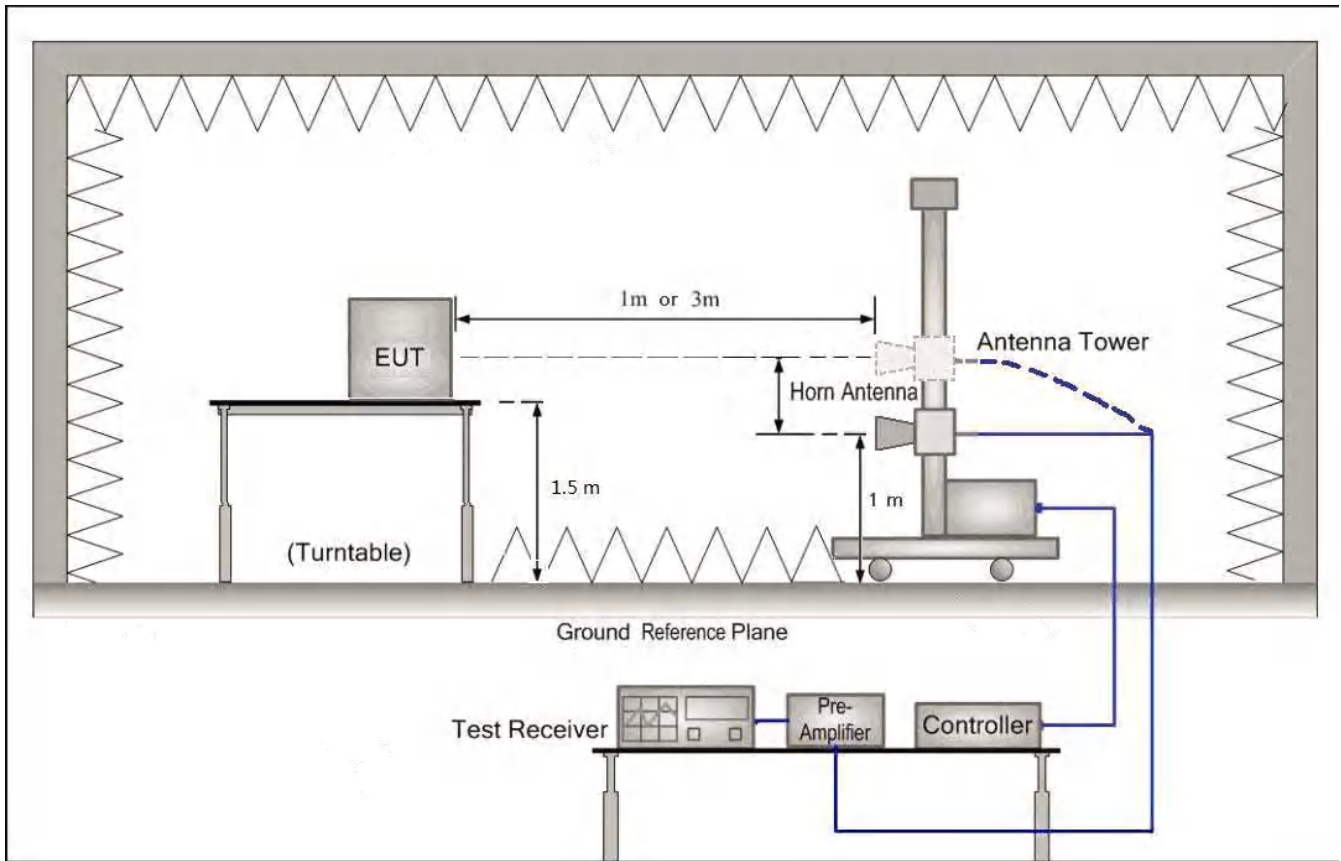 1m or 3m
EUT
Antenna Tower
Horn Antenna
1.5 m
1 m
(Turntable)
Ground Reference Plane
Test Receiver
Pre-
Amplifier
Controller